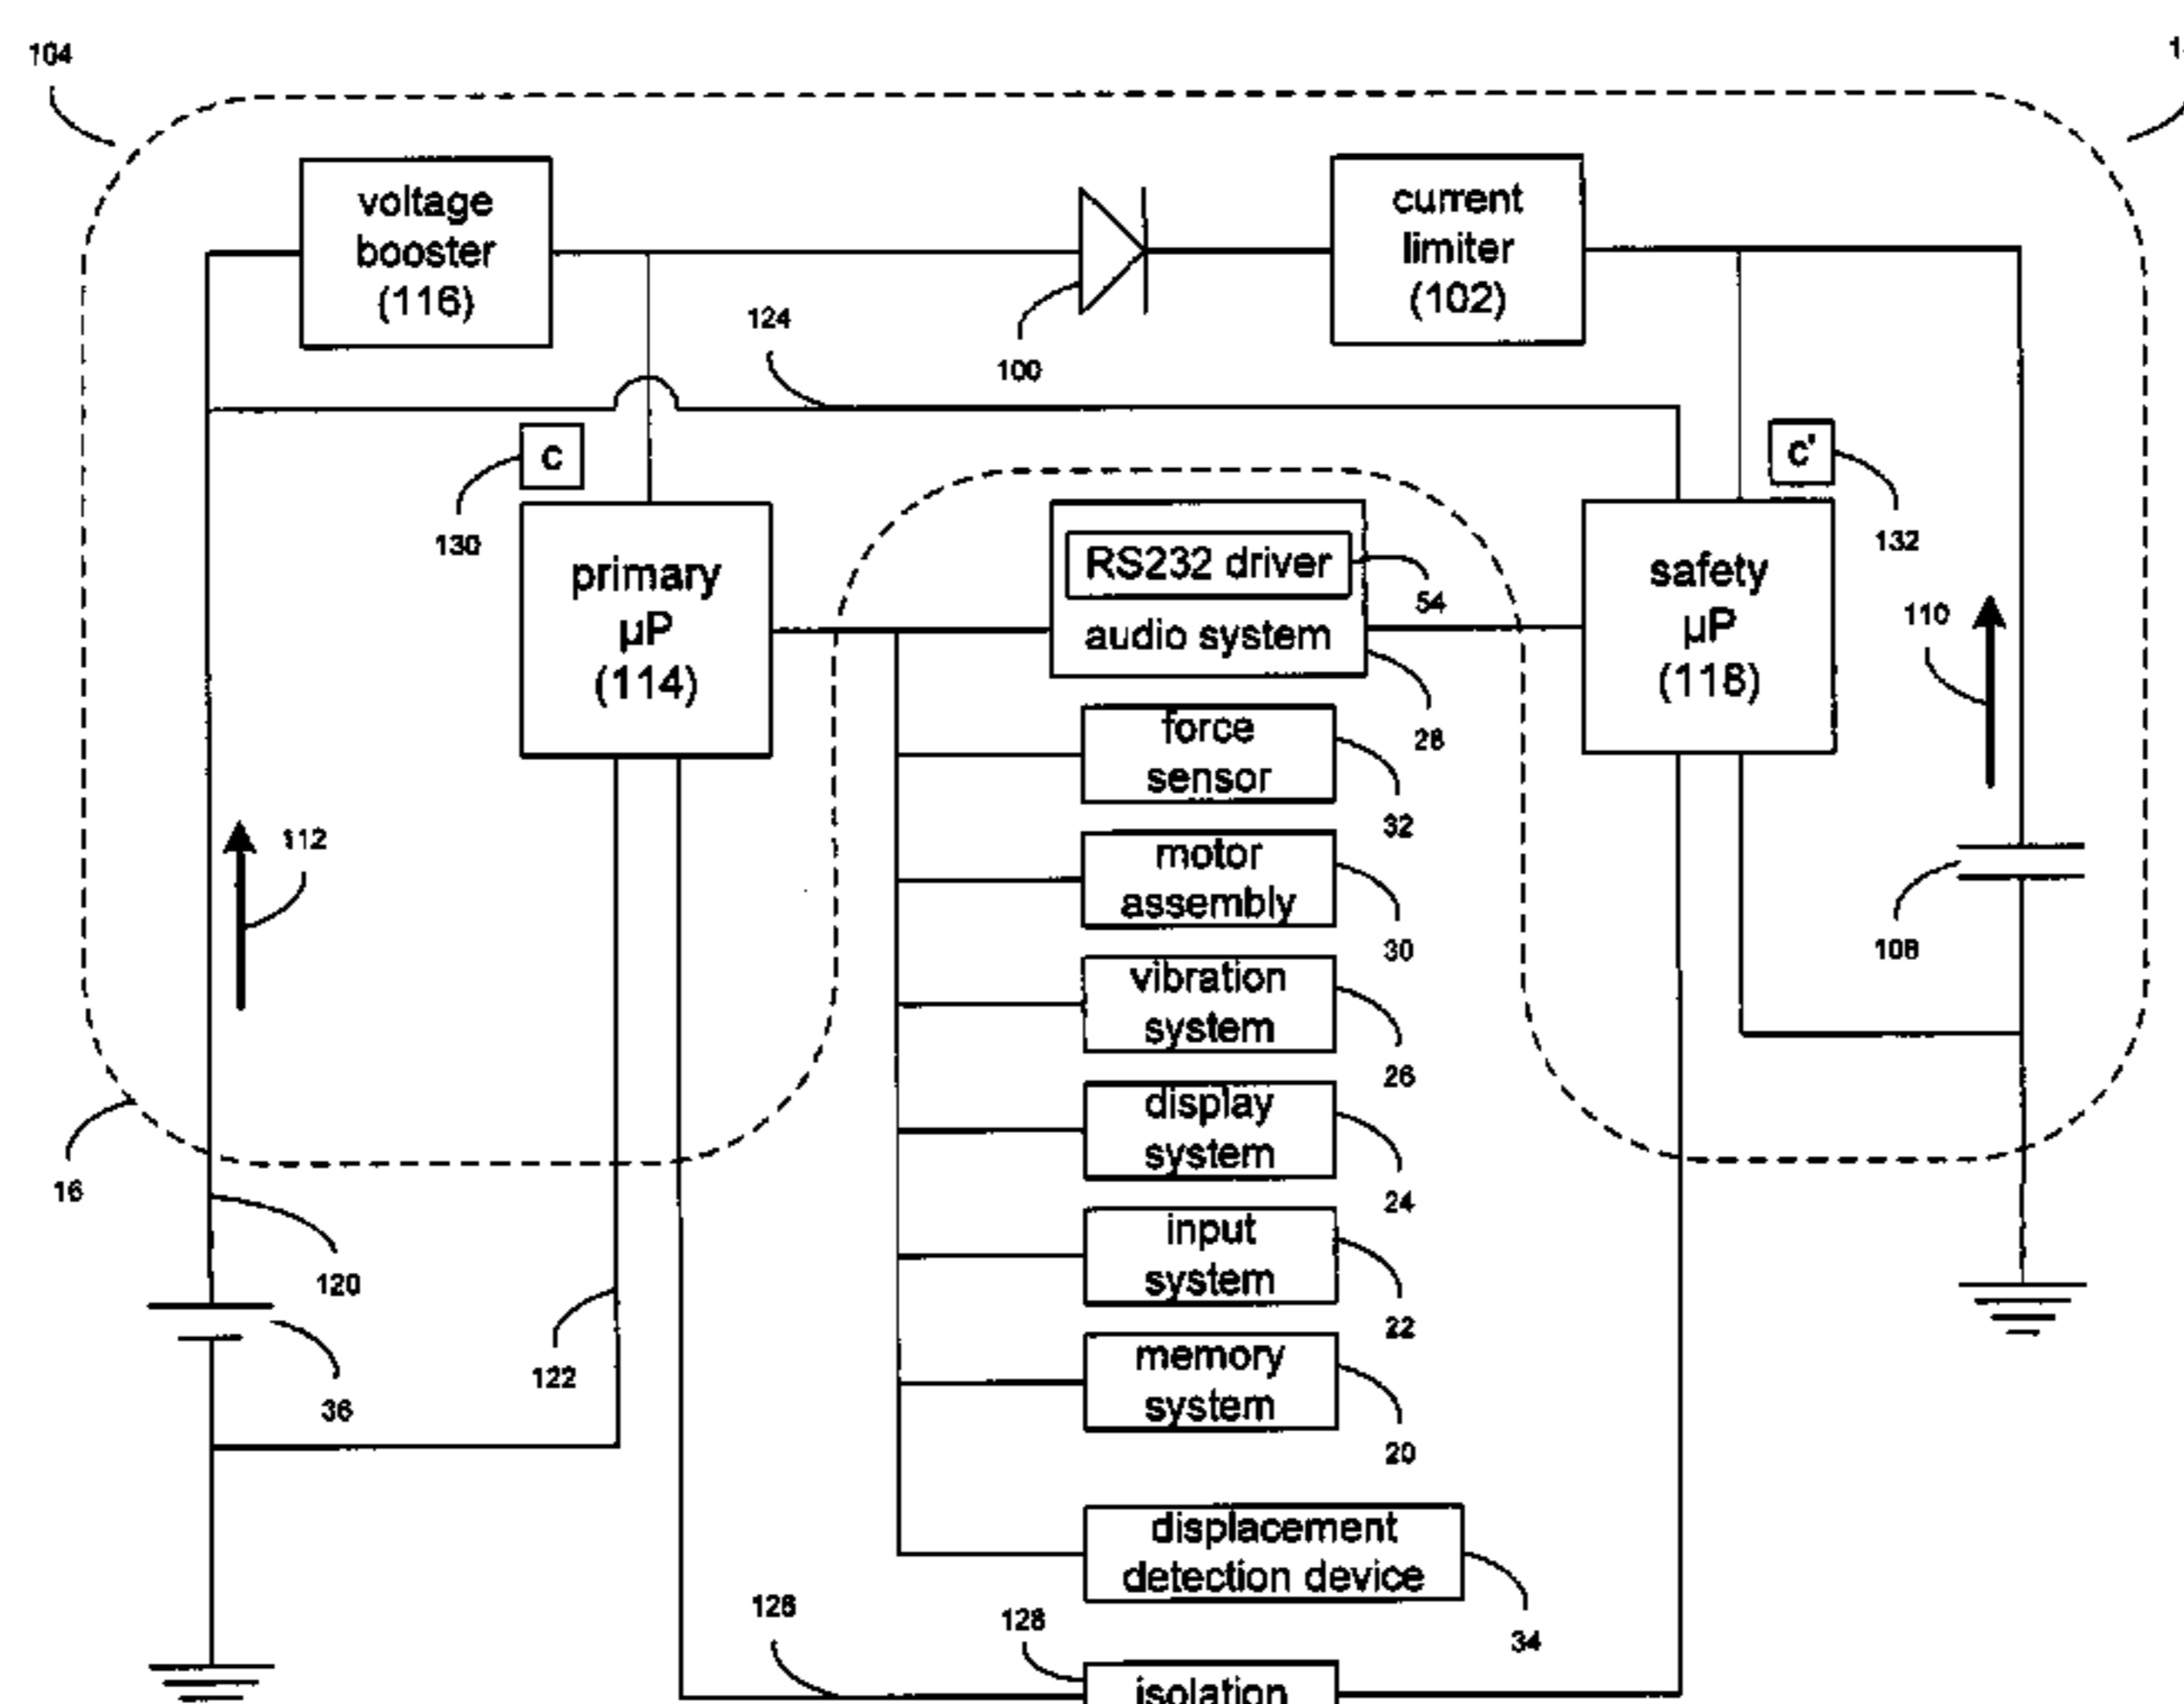 104
voltage
booster
(116)
current
limiter
(102)
124
100
C
C'
130
132
primary
µP
(114)
RS232 driver
54
audio system
28
safety
µP
(118)
110
force
sensor
32
112
motor
assembly
30
108
vibration
system
26
display
system
24
16
120
input
system
22
122
36
memory
system
20
displacement
detection device
34
126
128
isolation